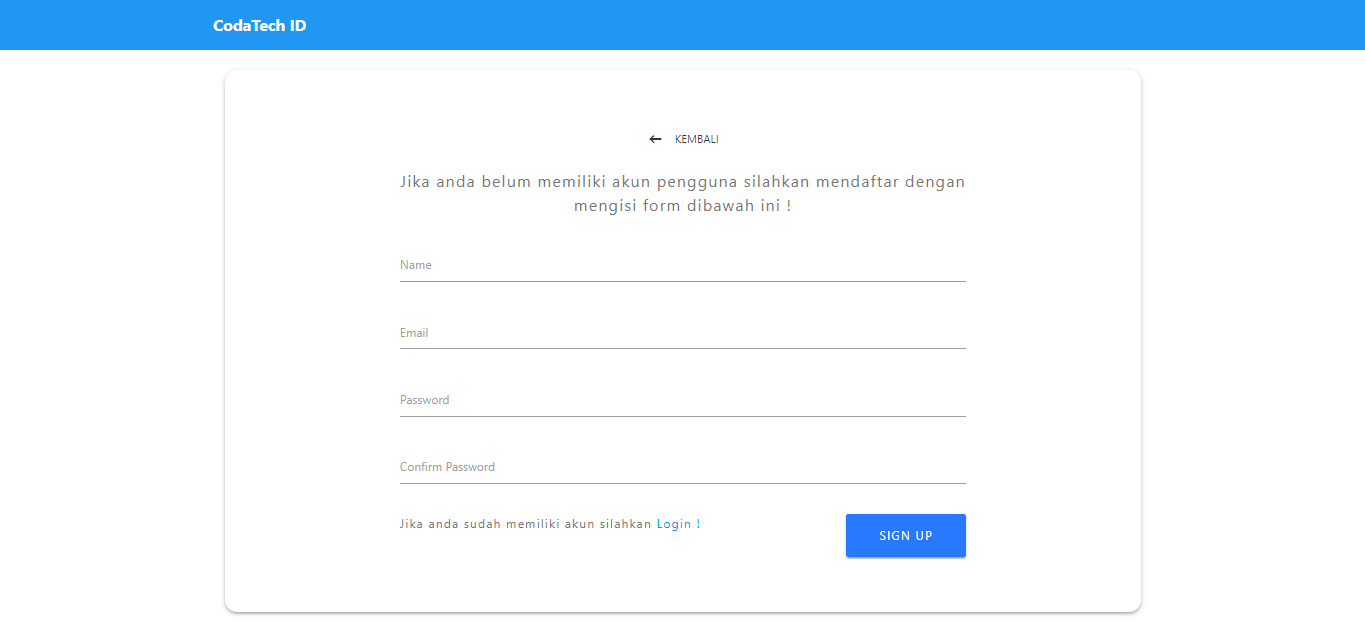 CodaTech ID
← KEMBALI
Jika anda belum memiliki akun pengguna silahkan mendaftar dengan
mengisi form dibawah ini !
Name
Email
Password
Confirm Password
Jika anda sudah memiliki akun silahkan Login !
SIGN UP